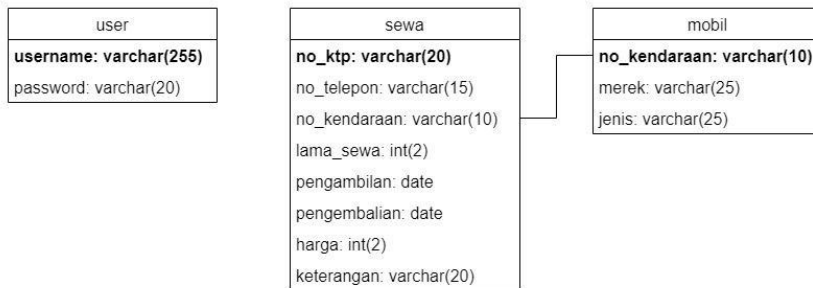 user
username: varchar(255)
password: varchar(20)
sewa
no_ktp: varchar(20)
no_telepon: varchar(15)
no_kendaraan: varchar(10)
lama_sewa: int(2)
pengambilan: date
pengembalian: date
harga: int(2)
keterangan: varchar(20)
mobil
no_kendaraan: varchar(10)
merek: varchar(25)
jenis: varchar(25)